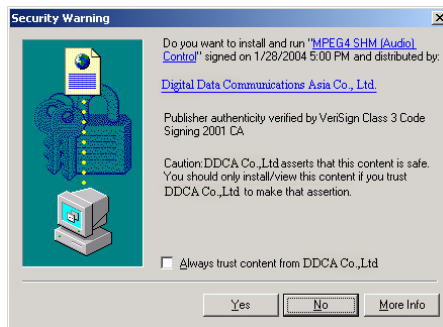 Security Warning
Do you want to install and run "MPEG4 SHM (Audio)
Control" signed on 1/28/2004 5:00 PM and distributed by:
Digital Data Communications Asia Co., Ltd.
Publisher authenticity verified by VeriSign Class 3 Code
Signing 2001 CA
Caution:DDCA Co.,Ltd asserts that this content is safe.
You should only install/view this content if you trust
DDCA Co.,Ltd to make that assertion.
Always trust content from DDCA Co.,Ltd
Yes No More Info